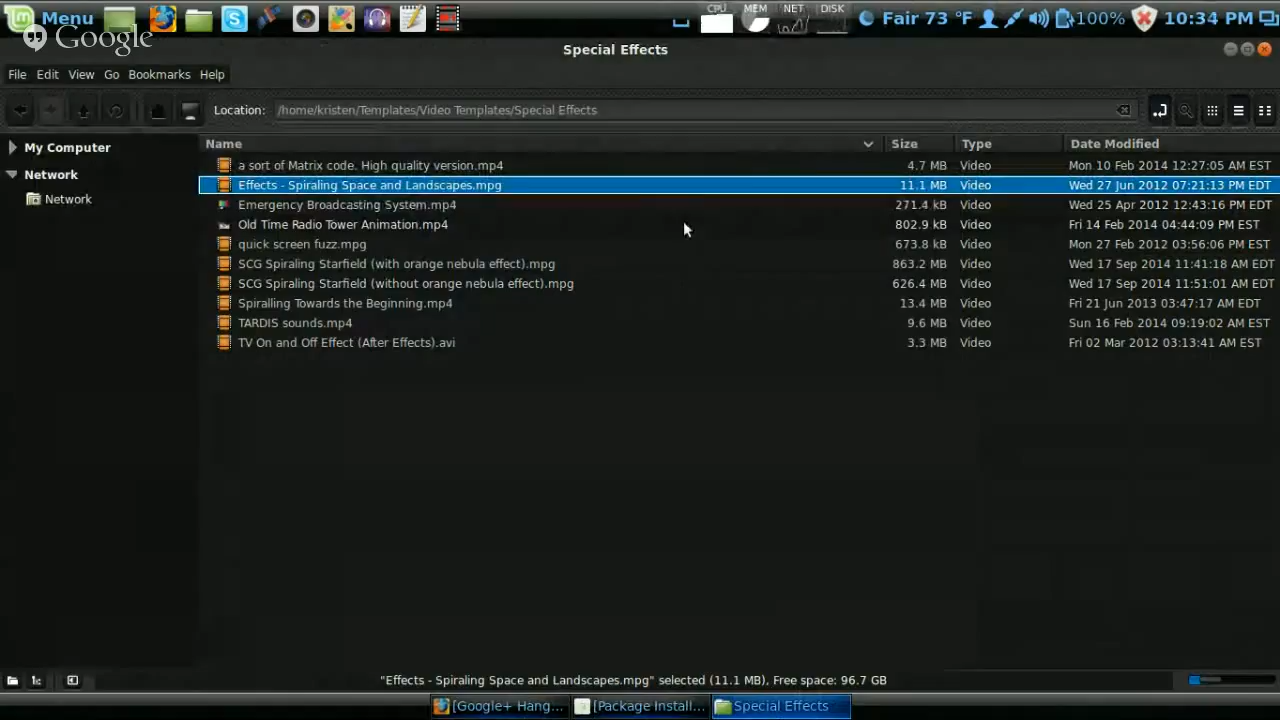 Menu CPU MEM NET DISK Fair 73 °F 100% 10:34 PM
Google
Special Effects
File Edit View Go Bookmarks Help
Location: /home/kristen/Templates/Video Templates/Special Effects
My Computer
Network
Network
Name Size Type Date Modified
a sort of Matrix code. High quality version.mp4 4.7 MB Video Mon 10 Feb 2014 12:27:05 AM EST
Effects - Spiraling Space and Landscapes.mpg 11.1 MB Video Wed 27 Jun 2012 07:21:13 PM EDT
Emergency Broadcasting System.mp4 271.4 kB Video Wed 25 Apr 2012 12:43:16 PM EDT
Old Time Radio Tower Animation.mp4 802.9 kB Video Fri 14 Feb 2014 04:44:09 PM EST
quick screen fuzz.mpg 673.8 kB Video Mon 27 Feb 2012 03:56:06 PM EST
SCG Spiraling Starfield (with orange nebula effect).mpg 863.2 MB Video Wed 17 Sep 2014 11:41:18 AM EDT
SCG Spiraling Starfield (without orange nebula effect).mpg 626.4 MB Video Wed 17 Sep 2014 11:51:01 AM EDT
Spiralling Towards the Beginning.mp4 13.4 MB Video Fri 21 Jun 2013 03:47:17 AM EDT
TARDIS sounds.mp4 9.6 MB Video Sun 16 Feb 2014 09:19:02 AM EST
TV On and Off Effect (After Effects).avi 3.3 MB Video Fri 02 Mar 2012 03:13:41 AM EST
"Effects - Spiraling Space and Landscapes.mpg" selected (11.1 MB), Free space: 96.7 GB
[Google+ Hang... [Package Install... Special Effects